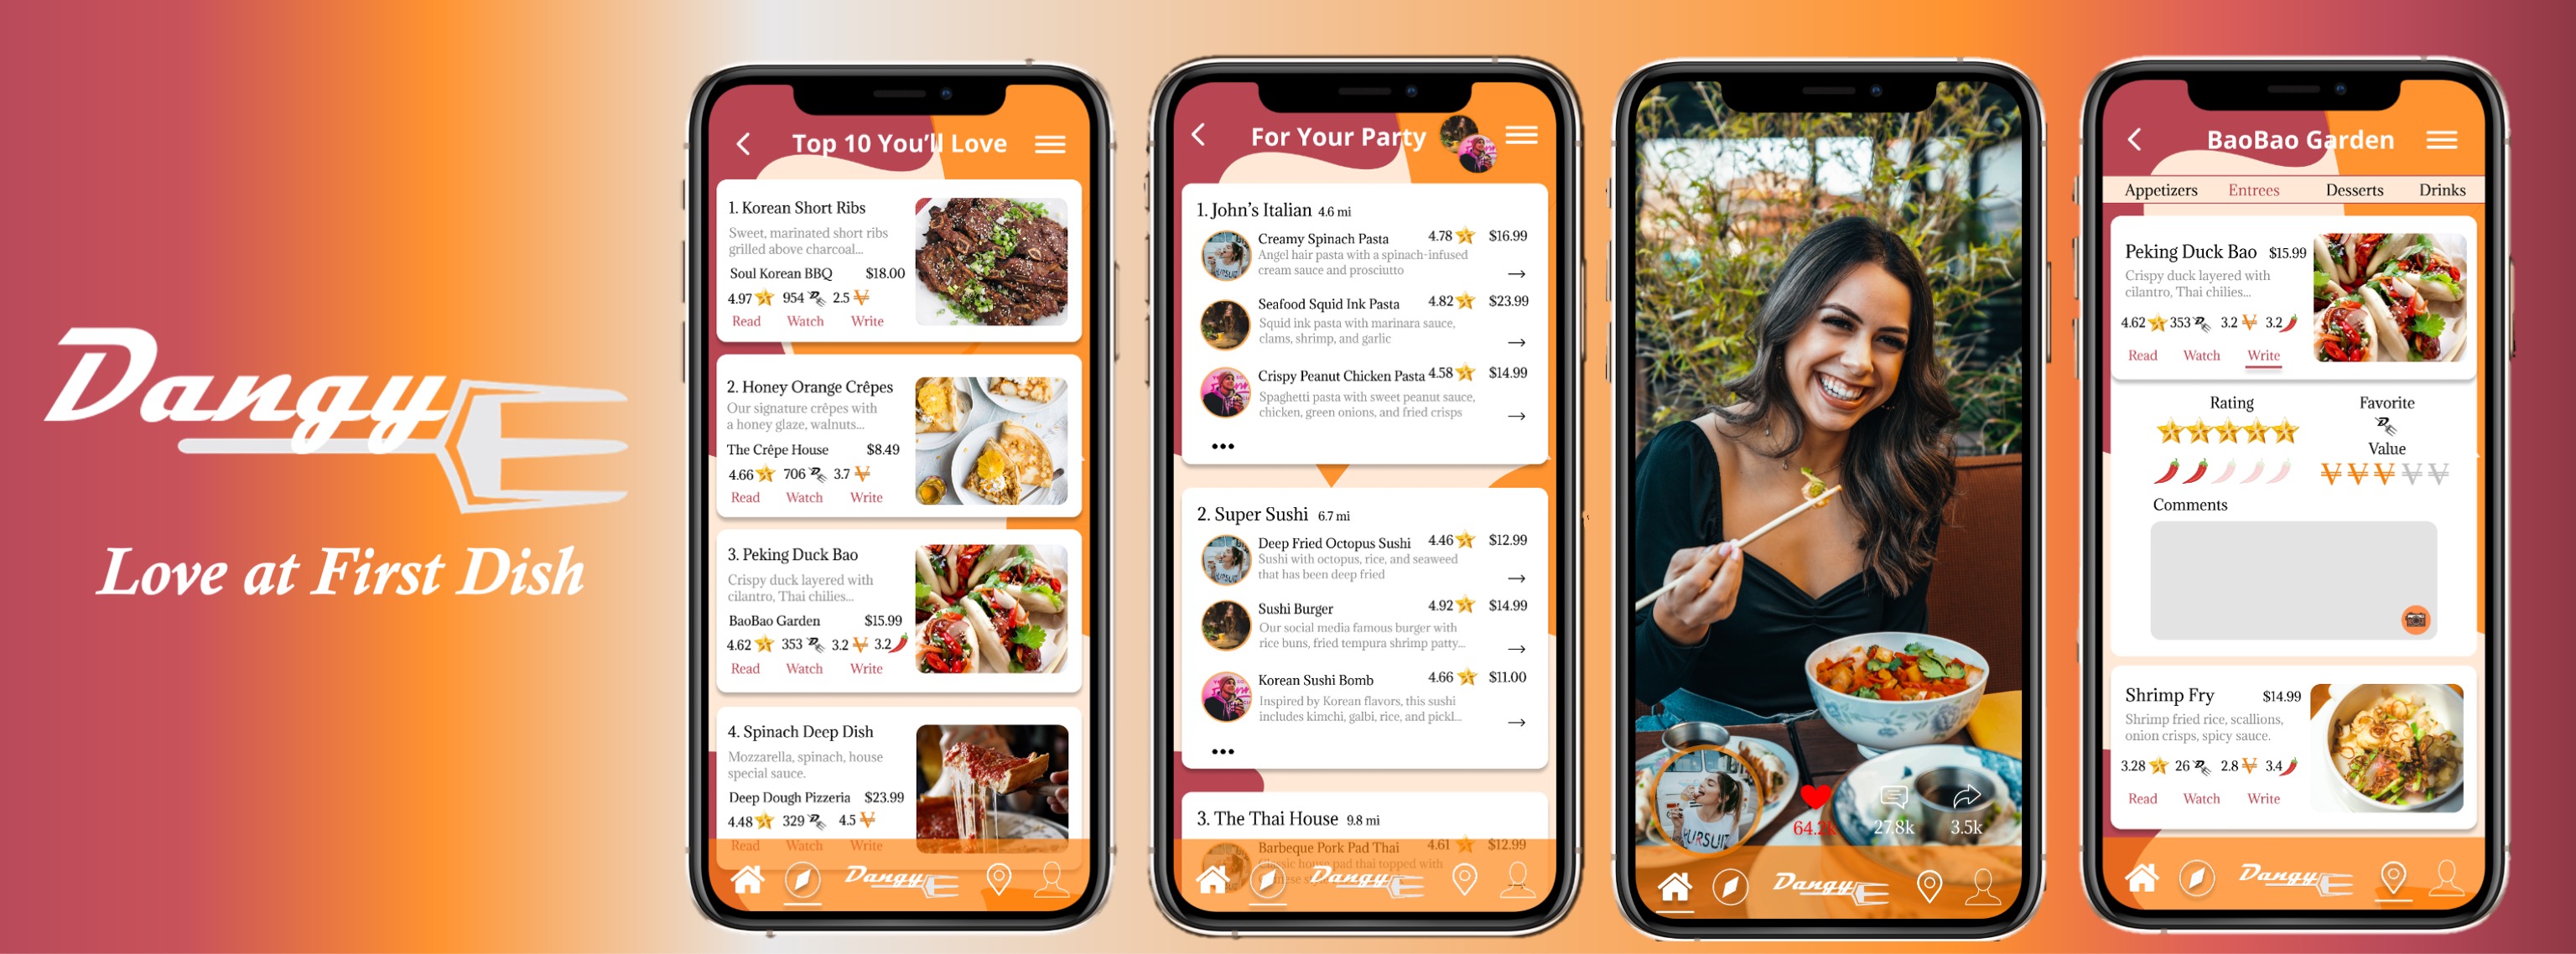 Dangy
Love at First Dish
Top 10 You'll Love
1. Korean Short Ribs
Sweet, marinated short ribs
grilled above charcoal...
Soul Korean BBQ $18.00
4.97 954 2.5
Read Watch Write
2. Honey Orange Crêpes
Our signature crêpes with
a honey glaze, walnuts...
The Crêpe House $8.49
4.66 706 3.7
Read Watch Write
3. Peking Duck Bao
Crispy duck layered with
cilantro, Thai chilies...
BaoBao Garden $15.99
4.62 353 3.2 3.2
Read Watch Write
4. Spinach Deep Dish
Mozzarella, spinach, house
special sauce.
Deep Dough Pizzeria $23.99
4.48 329 4.5
Read Watch Write
Dangy
For Your Party
1. John's Italian 4.6 mi
Creamy Spinach Pasta 4.78 $16.99
Angel hair pasta with a spinach-infused
cream sauce and prosciutto
Seafood Squid Ink Pasta 4.82 $23.99
Squid ink pasta with marinara sauce,
clams, shrimp, and garlic
Crispy Peanut Chicken Pasta 4.58 $14.99
Spaghetti pasta with sweet peanut sauce,
chicken, green onions, and fried crisps
•••
2. Super Sushi 6.7 mi
Deep Fried Octopus Sushi 4.46 $12.99
Sushi with octopus, rice, and seaweed
that has been deep fried
Sushi Burger 4.92 $14.99
Our social media famous burger with
rice buns, fried tempura shrimp patty...
Korean Sushi Bomb 4.66 $11.00
Inspired by Korean flavors, this sushi
includes kimchi, galbi, rice, and pickl...
•••
3. The Thai House 9.8 mi
Barbeque Pork Pad Thai 4.61 $12.99
Classic house pad thai topped with
Dangy
URSUIT
64.2k 27.8k 3.5k
Dangy
BaoBao Garden
Appetizers Entrees Desserts Drinks
Peking Duck Bao $15.99
Crispy duck layered with
cilantro, Thai chilies...
4.62 353 3.2 3.2
Read Watch Write
Rating Favorite
Value
Comments
Shrimp Fry $14.99
Shrimp fried rice, scallions,
onion crisps, spicy sauce.
3.28 26 2.8 3.4
Read Watch Write
Dangy